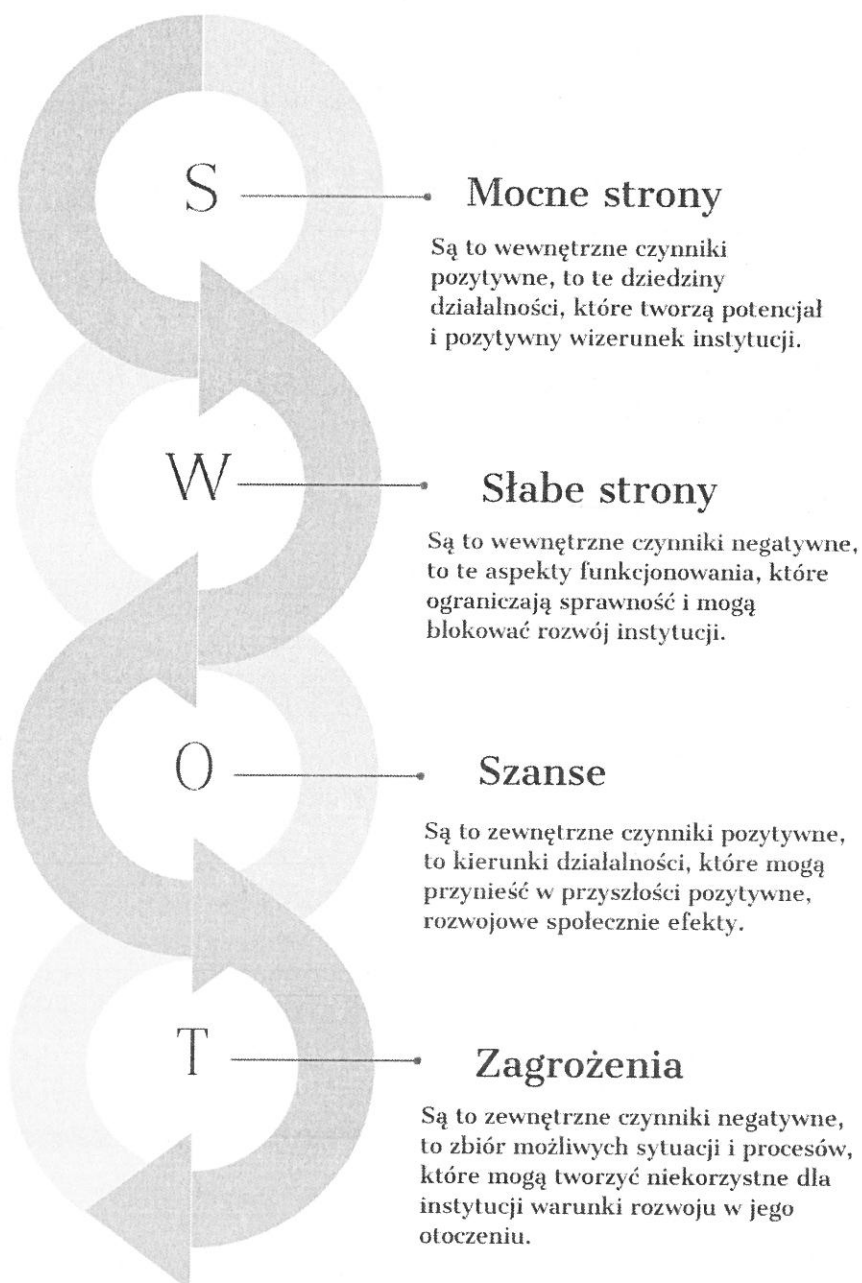 S
Mocne strony
Są to wewnętrzne czynniki
pozytywne, to te dziedziny
działalności, które tworzą potencjał
i pozytywny wizerunek instytucji.
W
Słabe strony
Są to wewnętrzne czynniki negatywne,
to te aspekty funkcjonowania, które
ograniczają sprawność i mogą
blokować rozwój instytucji.
O
Szanse
Są to zewnętrzne czynniki pozytywne,
to kierunki działalności, które mogą
przynieść w przyszłości pozytywne,
rozwojowe społecznie efekty.
T
Zagrożenia
Są to zewnętrzne czynniki negatywne,
to zbiór możliwych sytuacji i procesów,
które mogą tworzyć niekorzystne dla
instytucji warunki rozwoju w jego
otoczeniu.